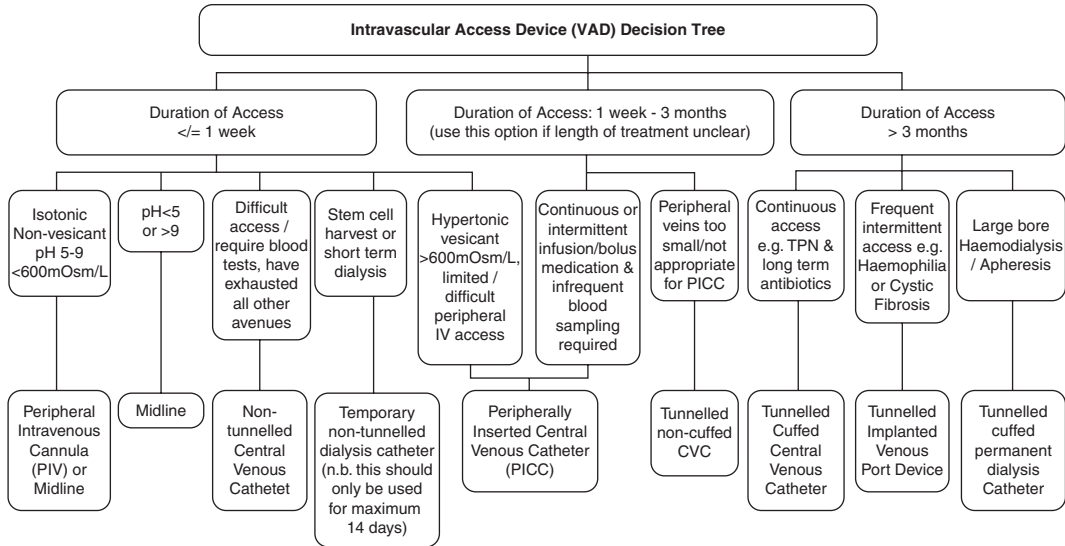 Intravascular Access Device (VAD) Decision Tree
Duration of Access
</= 1 week
Duration of Access: 1 week - 3 months
(use this option if length of treatment unclear)
Duration of Access
> 3 months
Isotonic
Non-vesicant
pH 5-9
<600mOsm/L
pH<5
or >9
Difficult
access /
require blood
tests, have
exhausted
all other
avenues
Stem cell
harvest or
short term
dialysis
Hypertonic
vesicant
>600mOsm/L,
limited /
difficult
peripheral
IV access
Continuous or
intermittent
infusion/bolus
medication &
infrequent
blood
sampling
required
Peripheral
veins too
small/not
appropriate
for PICC
Continuous
access
e.g. TPN &
long term
antibiotics
Frequent
intermittent
access e.g.
Haemophilia
or Cystic
Fibrosis
Large bore
Haemodialysis
/ Apheresis
Peripheral
Intravenous
Cannula
(PIV) or
Midline
Midline
Non-
tunnelled
Central
Venous
Cathetet
Temporary
non-tunnelled
dialysis catheter
(n.b. this should
only be used
for maximum
14 days)
Peripherally
Inserted Central
Venous Catheter
(PICC)
Tunnelled
non-cuffed
CVC
Tunnelled
Cuffed
Central
Venous
Catheter
Tunnelled
Implanted
Venous
Port Device
Tunnelled
cuffed
permanent
dialysis
Catheter